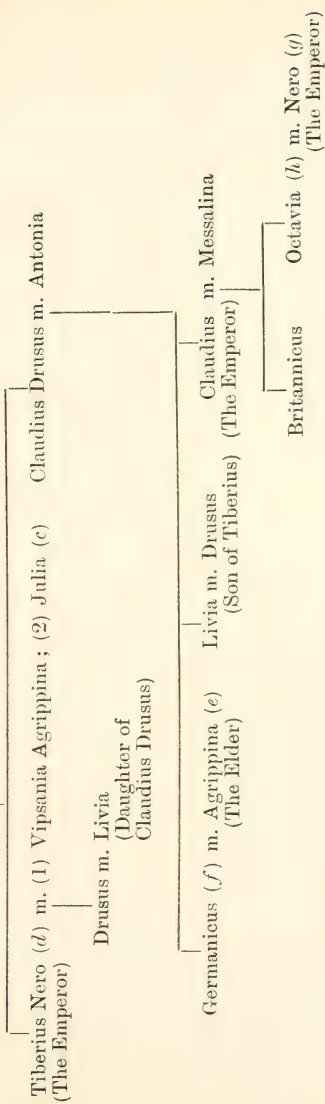 Tiberius Nero (d) m. (1) Vipsania Agrippina; (2) Julia (c)
(The Emperor)
Claudius Drusus m. Antonia
Drusus m. Livia
(Daughter of
Claudius Drusus)
Germanicus (f) m. Agrippina (e)
(The Elder)
Livia m. Drusus
(Son of Tiberius)
Claudius m. Messalina
(The Emperor)
Britannicus
Octavia (h) m. Nero (g)
(The Emperor)